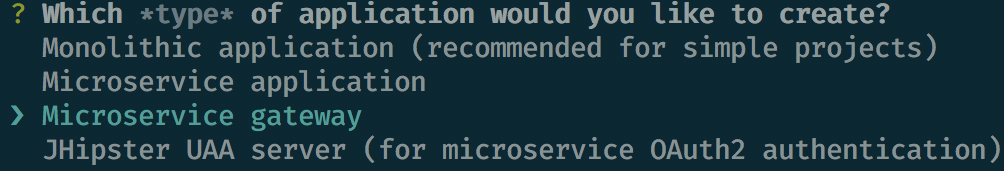 ? Which *type* of application would you like to create?
Monolithic application (recommended for simple projects)
Microservice application
❯ Microservice gateway
JHipster UAA server (for microservice OAuth2 authentication)